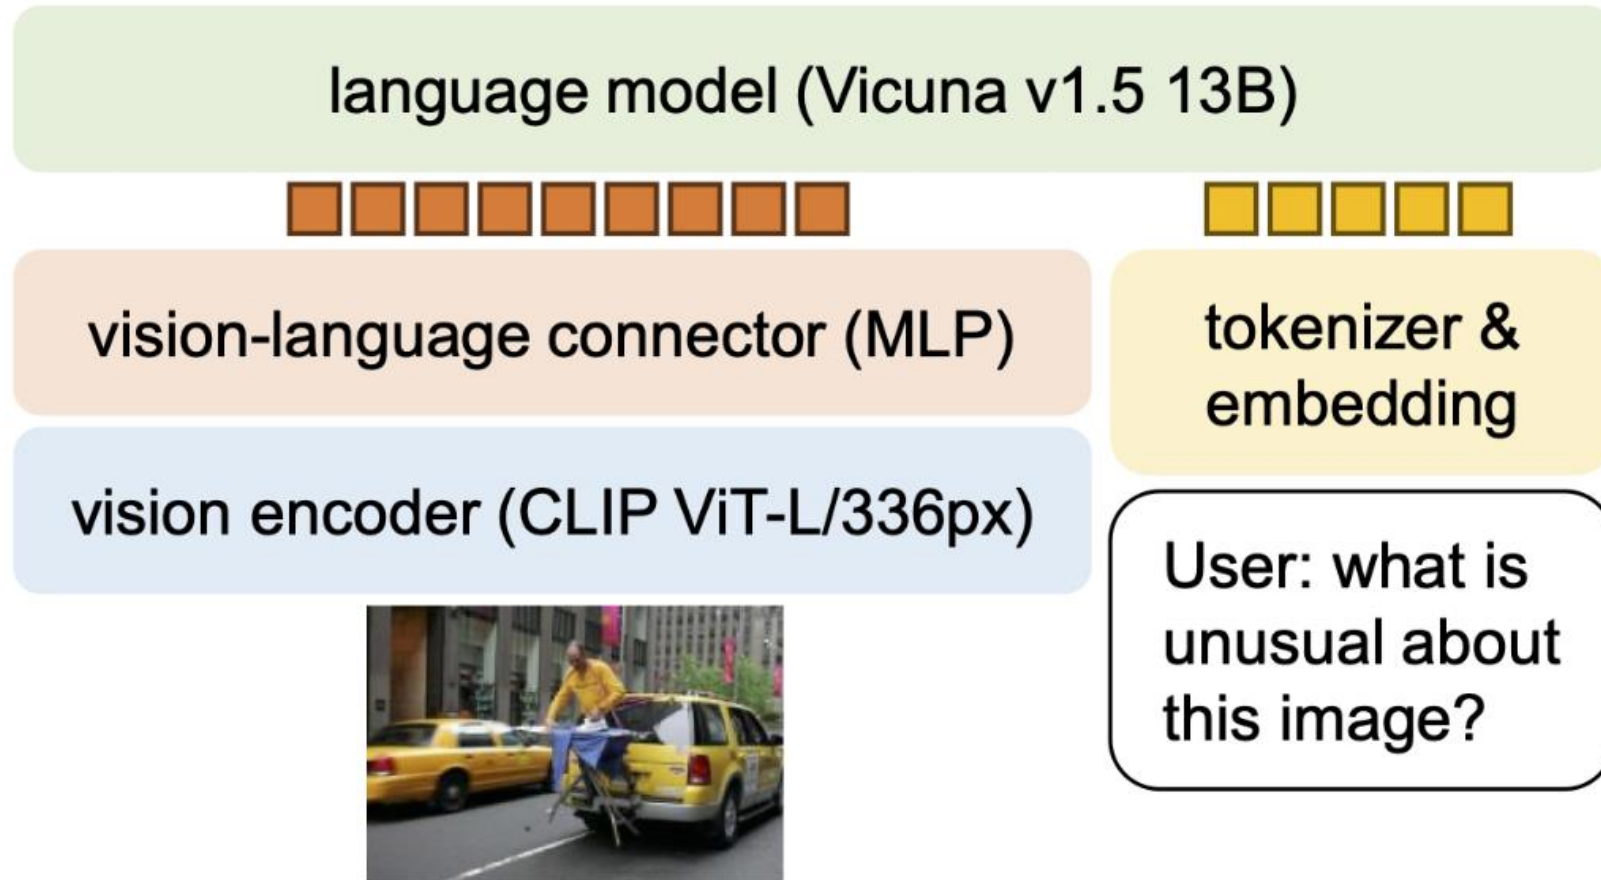 language model (Vicuna v1.5 13B)
vision-language connector (MLP)
tokenizer &
embedding
vision encoder (CLIP ViT-L/336px)
User: what is
unusual about
this image?